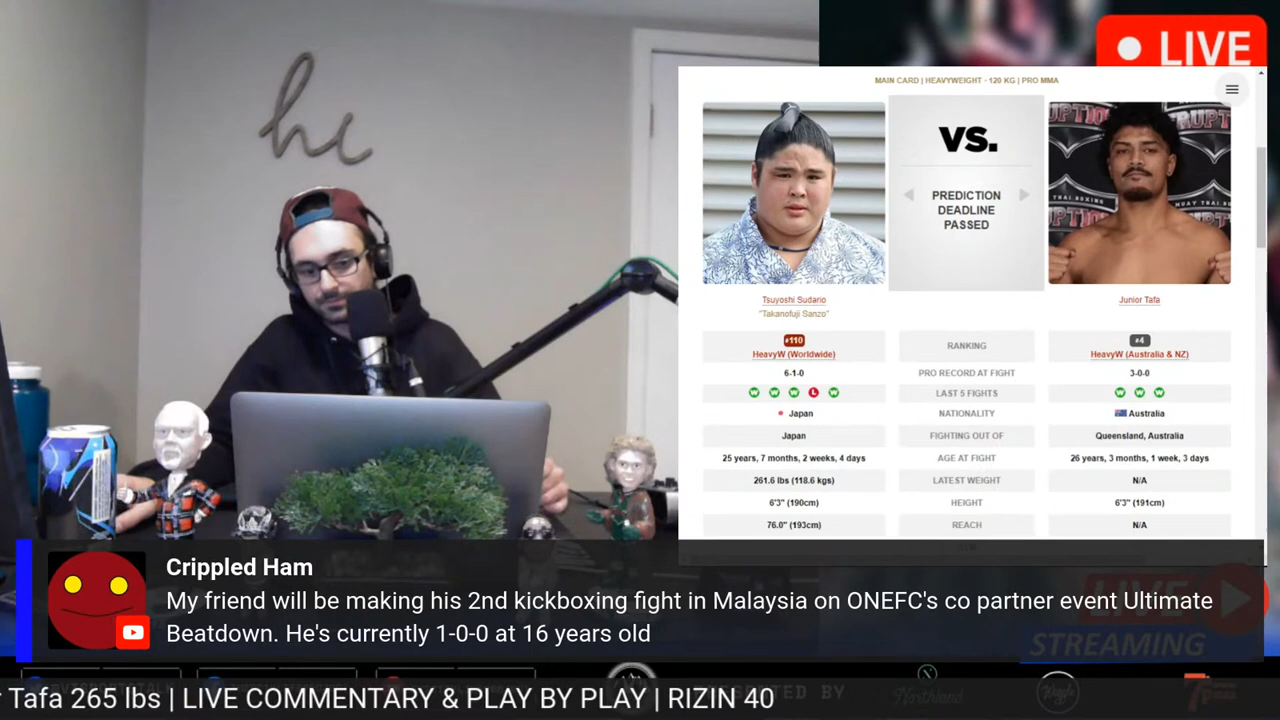 hi
LIVE
MAIN CARD | HEAVYWEIGHT · 120 KG | PRO MMA
VS.
PREDICTION
DEADLINE
PASSED
Tsuyoshi Sudario
"Takanofuji Sanzo"
Junior Tafa
#110
HeavyW (Worldwide)
RANKING
#4
HeavyW (Australia & NZ)
6-1-0
PRO RECORD AT FIGHT
3-0-0
W W W L W
LAST 5 FIGHTS
W W W
Japan
NATIONALITY
Australia
Japan
FIGHTING OUT OF
Queensland, Australia
25 years, 7 months, 2 weeks, 4 days
AGE AT FIGHT
26 years, 3 months, 1 week, 3 days
261.6 lbs (118.6 kgs)
LATEST WEIGHT
N/A
6'3" (190cm)
HEIGHT
6'3" (191cm)
76.0" (193cm)
REACH
N/A
Crippled Ham
My friend will be making his 2nd kickboxing fight in Malaysia on ONEFC's co partner event Ultimate
Beatdown. He's currently 1-0-0 at 16 years old
LIVE
STREAMING
Tafa 265 lbs | LIVE COMMENTARY & PLAY BY PLAY | RIZIN 40